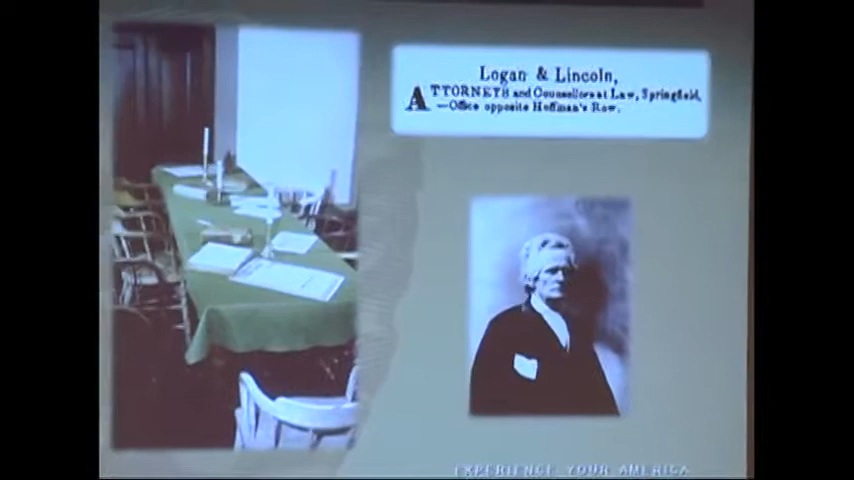 Logan & Lincoln,
ATTORNEYS and Counsellors at Law, Springfield,
—Office opposite Hoffman's Row.
EXPERIENCE YOUR AMERICA